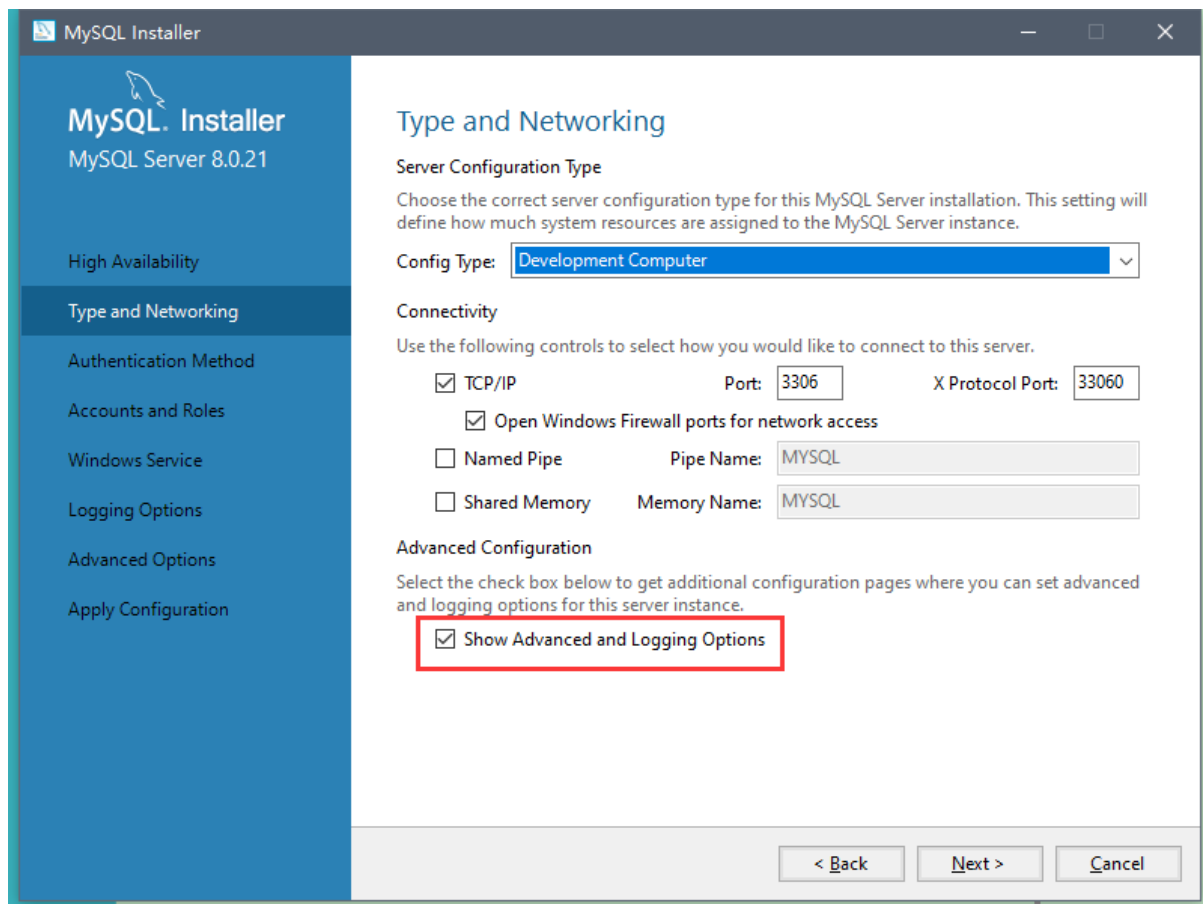 MySQL Installer
MySQL. Installer
MySQL Server 8.0.21
High Availability
Type and Networking
Authentication Method
Accounts and Roles
Windows Service
Logging Options
Advanced Options
Apply Configuration
Type and Networking
Server Configuration Type
Choose the correct server configuration type for this MySQL Server installation. This setting will
define how much system resources are assigned to the MySQL Server instance.
Config Type: Development Computer
Connectivity
Use the following controls to select how you would like to connect to this server.
TCP/IP Port: 3306 X Protocol Port: 33060
Open Windows Firewall ports for network access
Named Pipe Pipe Name: MYSQL
Shared Memory Memory Name: MYSQL
Advanced Configuration
Select the check box below to get additional configuration pages where you can set advanced
and logging options for this server instance.
Show Advanced and Logging Options
< Back Next > Cancel